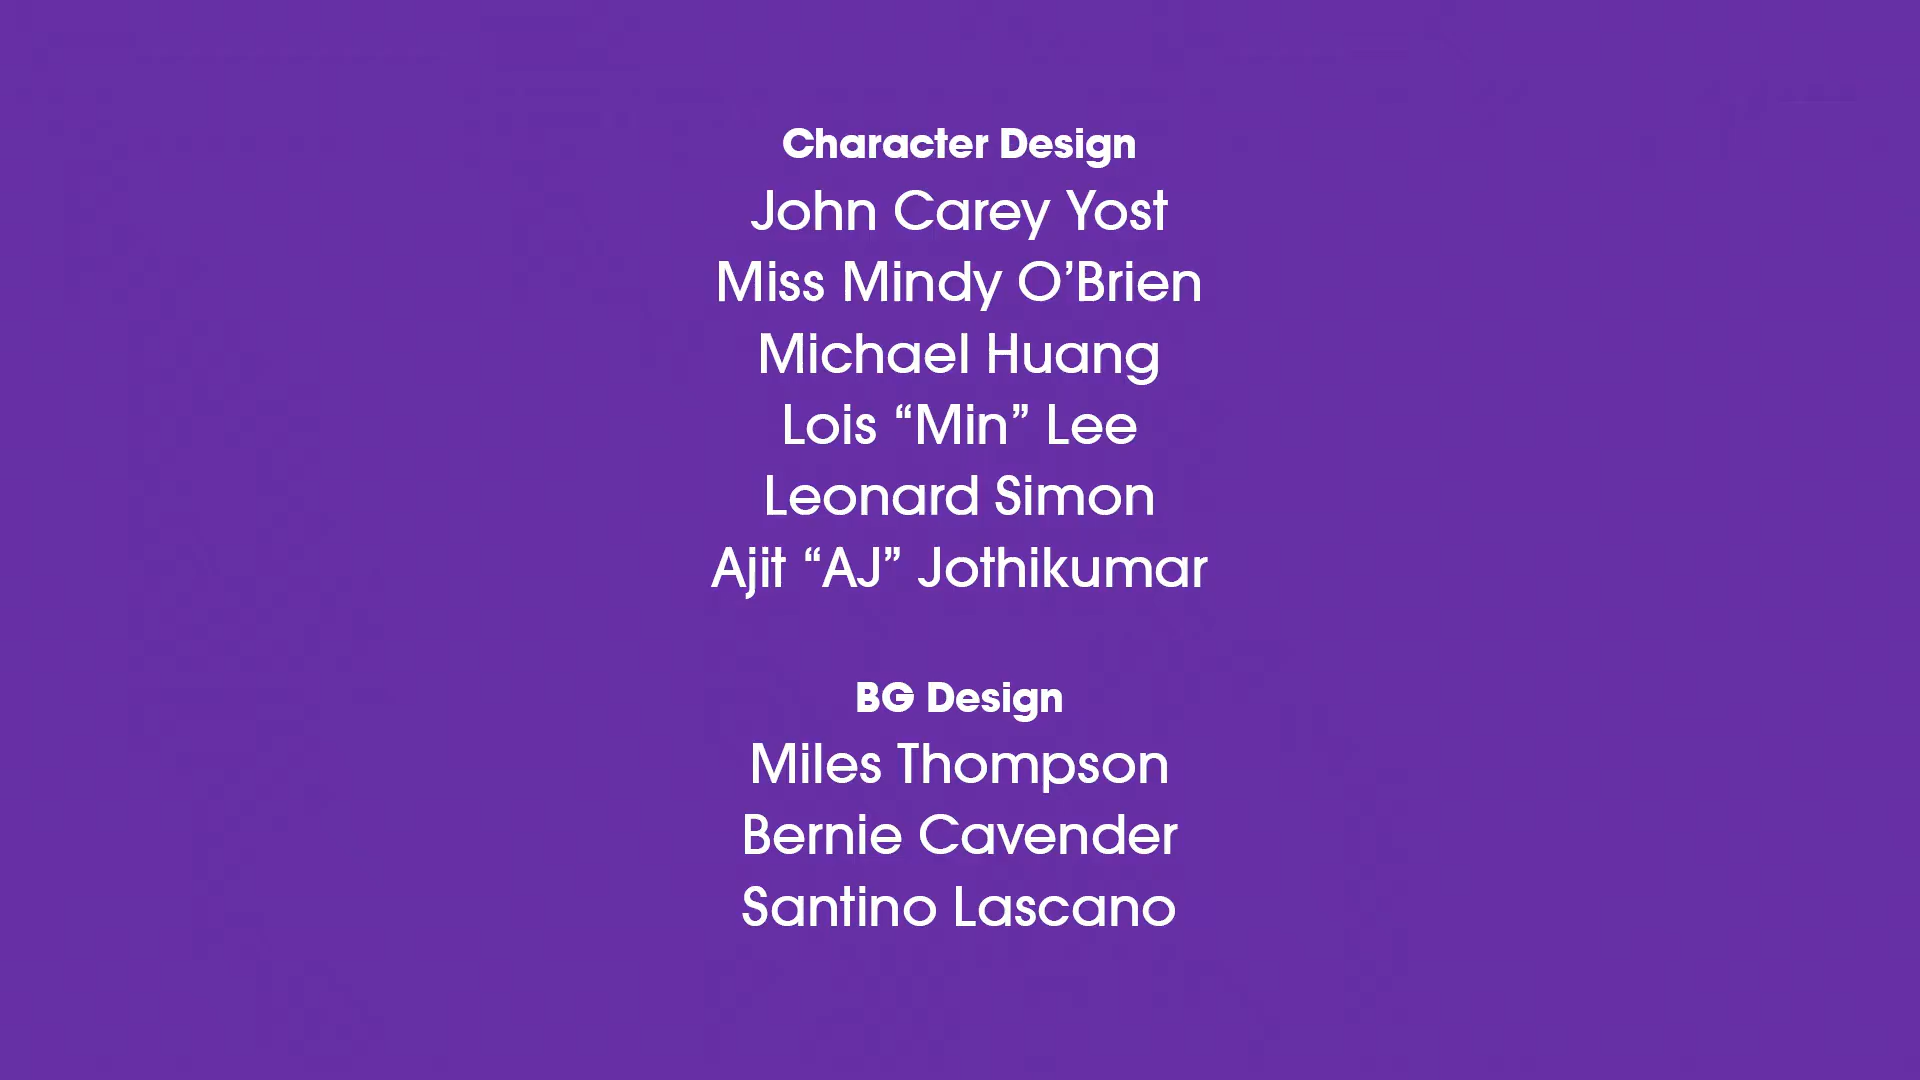 Character Design
John Carey Yost
Miss Mindy O’Brien
Michael Huang
Lois “Min” Lee
Leonard Simon
Ajit “AJ” Jothikumar
BG Design
Miles Thompson
Bernie Cavender
Santino Lascano